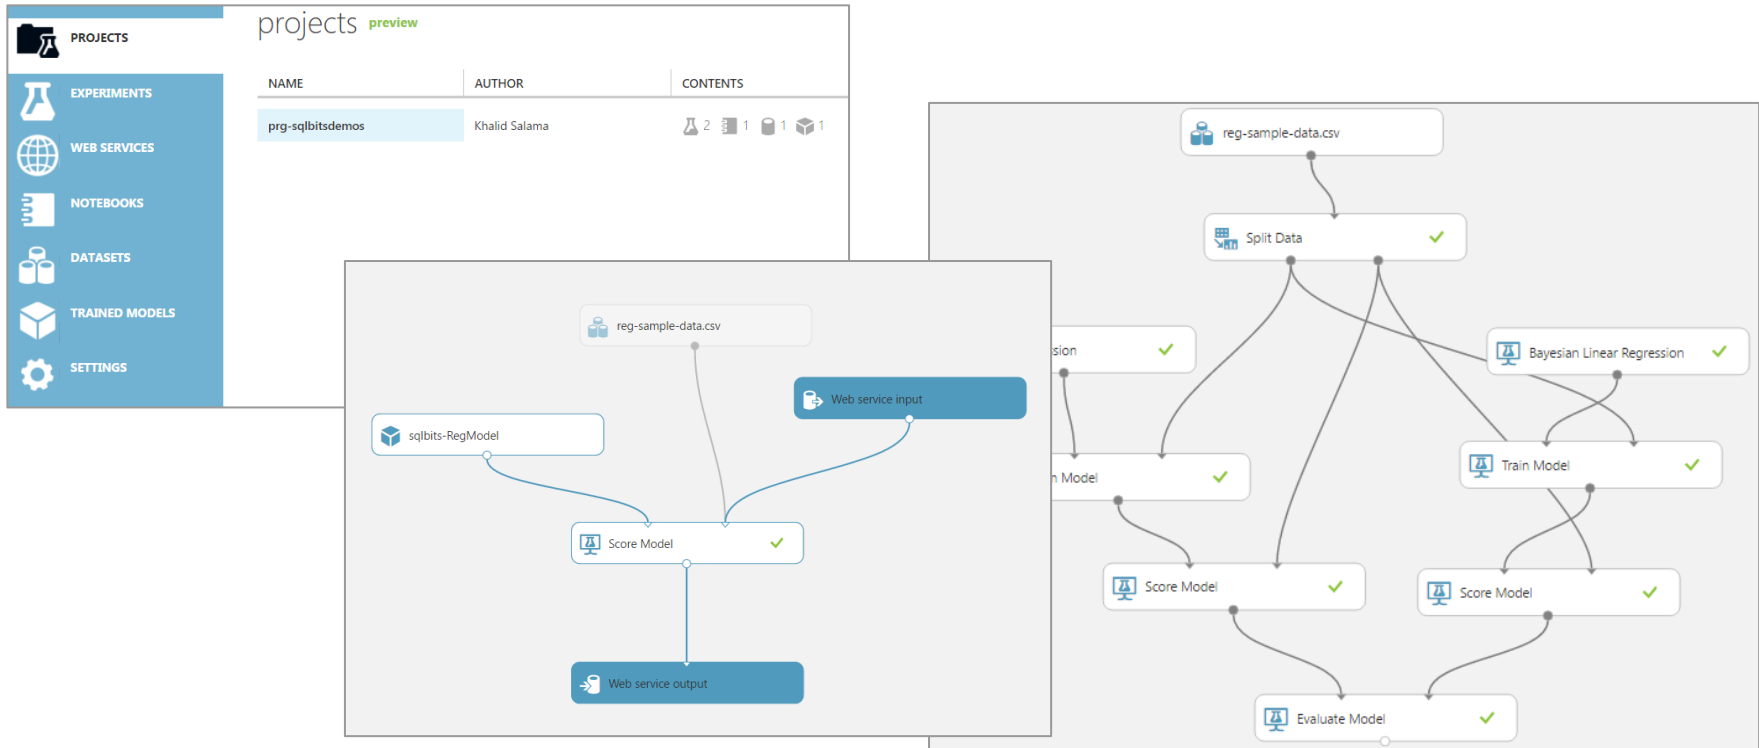 projects preview
PROJECTS
EXPERIMENTS
WEB SERVICES
NOTEBOOKS
DATASETS
TRAINED MODELS
SETTINGS
NAME AUTHOR CONTENTS
prg-sqlbitsdemos Khalid Salama 2 1 1 1
reg-sample-data.csv
Web service input
sqlbits-RegModel
Score Model
Web service output
reg-sample-data.csv
Split Data
sion
Bayesian Linear Regression
n Model
Train Model
Score Model
Score Model
Evaluate Model